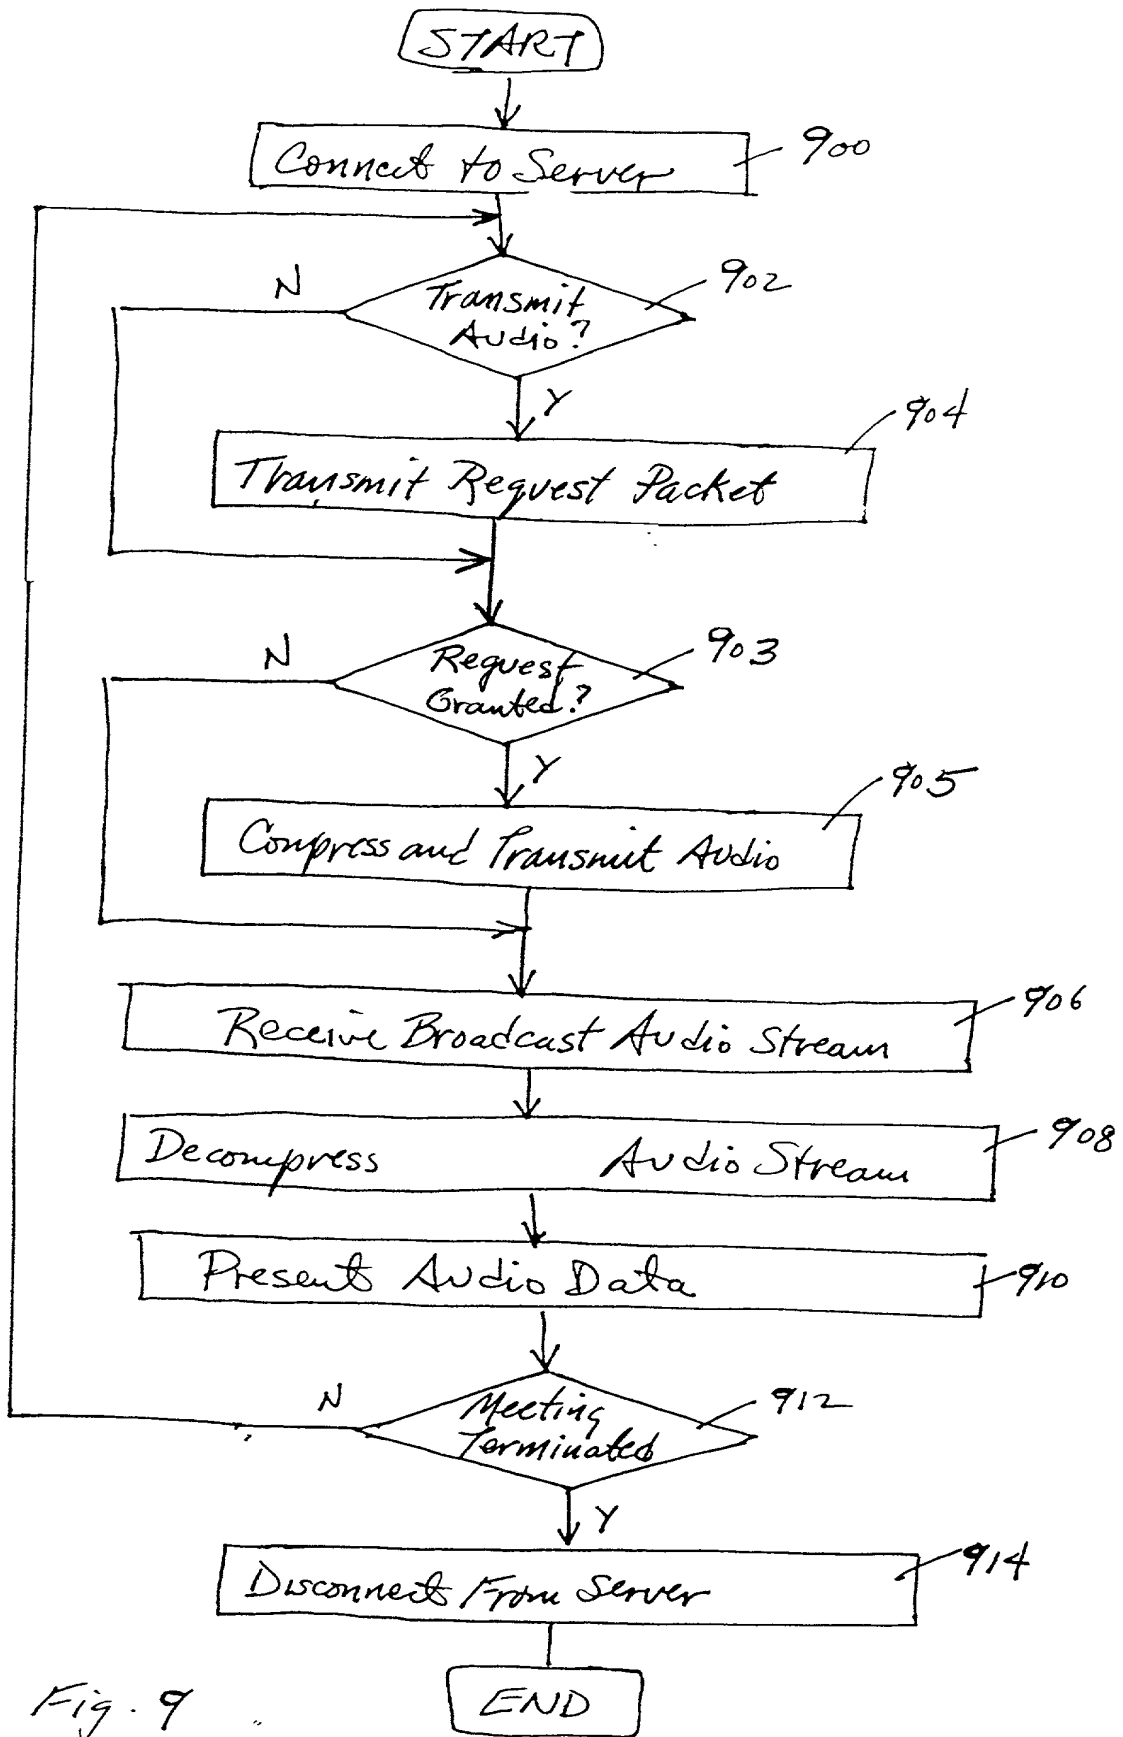 START
Connect to Server
900
N
Transmit
Audio?
902
Y
904
Transmit Request Packet
N
Request
Granted?
903
Y
905
Compress and Transmit Audio
906
Receive Broadcast Audio Stream
908
Decompress Audio Stream
Present Audio Data
910
N
Meeting
Terminated
912
Y
914
Disconnect From Server
END
Fig. 9